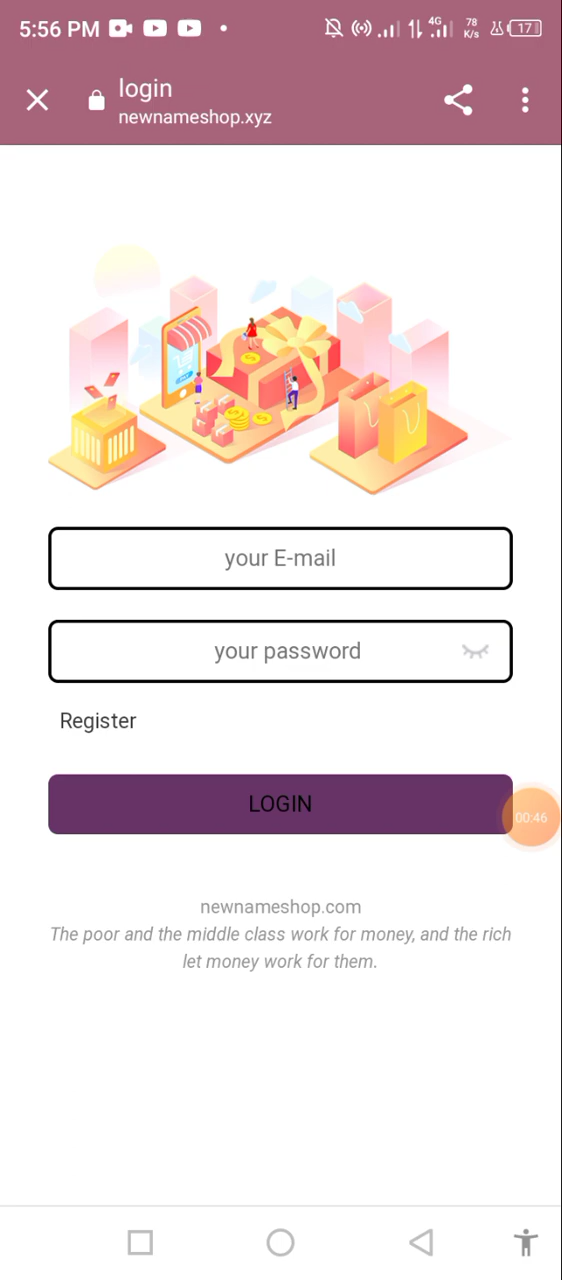 5:56 PM 4G 78 K/s 17
login
newnameshop.xyz
your E-mail
your password
Register
LOGIN
00:46
newnameshop.com
The poor and the middle class work for money, and the rich
let money work for them.